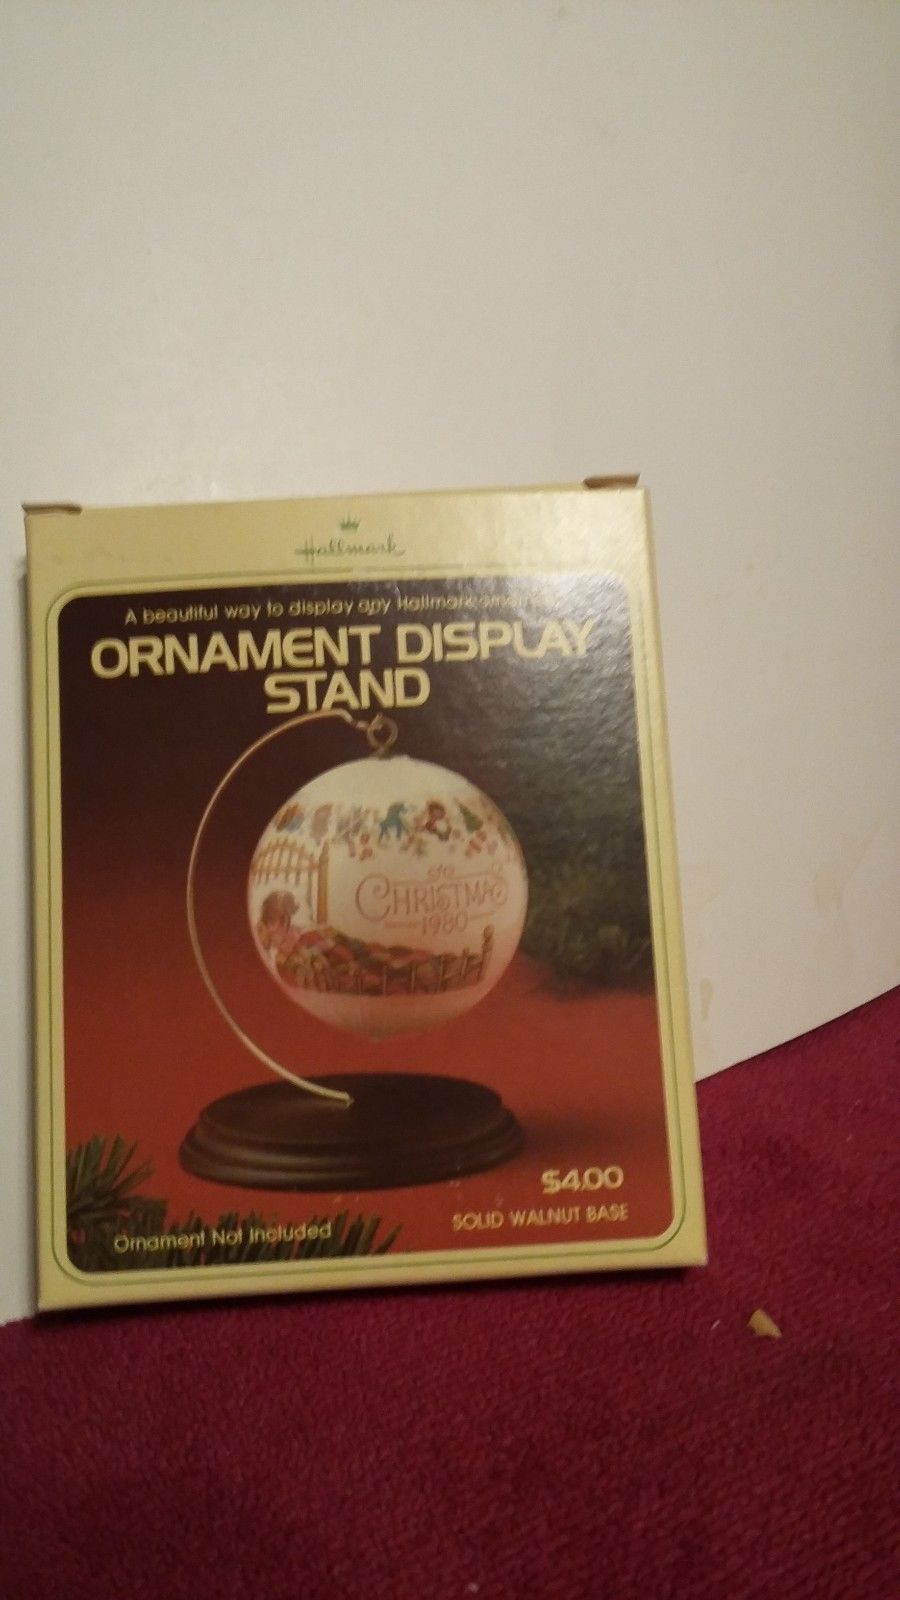 Hallmark
A beautiful way to display any Hallmark
ORNAMENT DISPLAY
STAND
CHRISTMAS
1980
$4.00
SOLID WALNUT BASE
Ornament Not Included